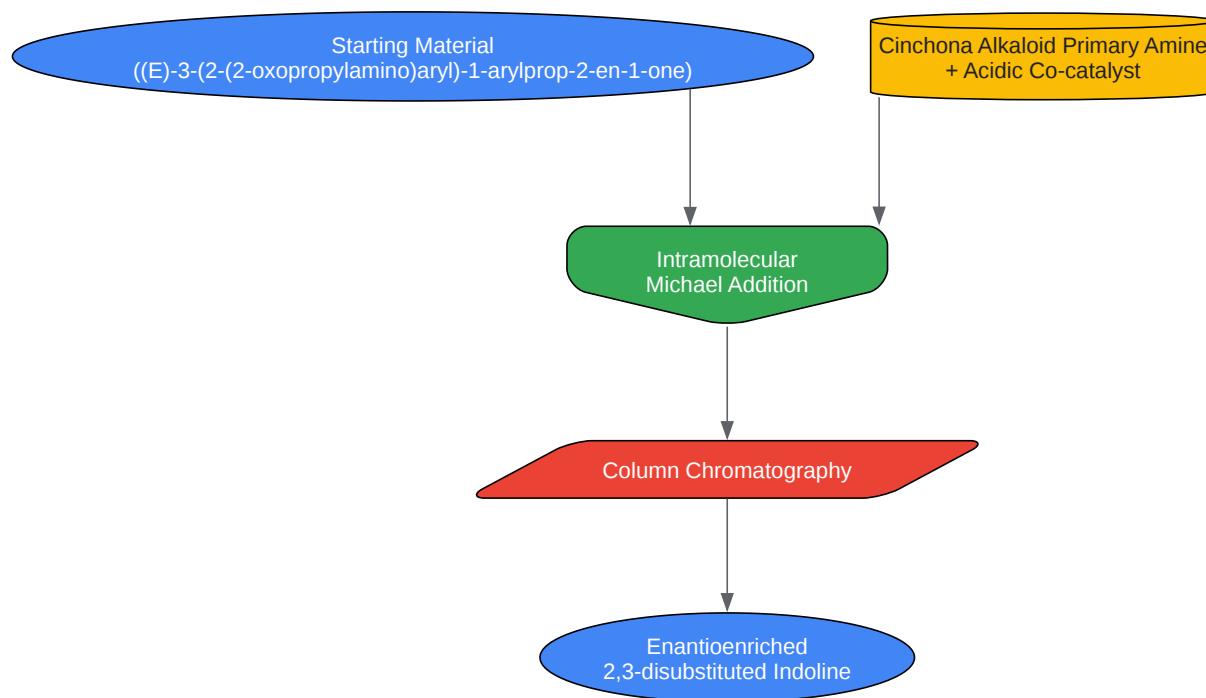 Starting Material
((E)-3-(2-(2-oxopropylamino)aryl)-1-arylprop-2-en-1-one)
Cinchona Alkaloid Primary Amine
+ Acidic Co-catalyst
Intramolecular
Michael Addition
Column Chromatography
Enantioenriched
2,3-disubstituted Indoline